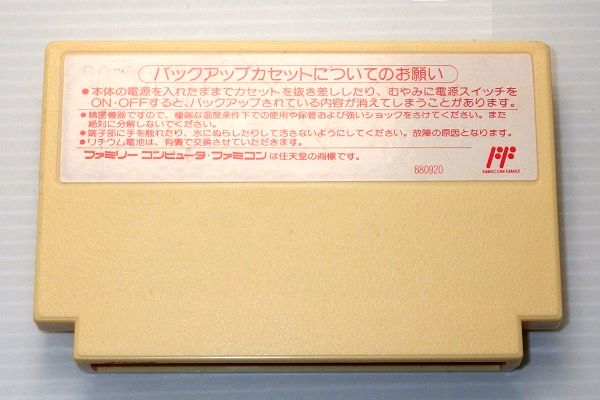 バックアップカセットについてのお願い
●本体の電源を入れたままでカセットを抜き差ししたり、むやみに電源スイッチを
ON・OFFすると、バックアップされている内容が消えてしまうことがあります。
●精密機器ですので、極端な温度条件下での使用や保管および強いショックをさけてください。また
絶対に分解しないでください。
●端子部に手を触れたり、水にぬらしたりして汚さないようにしてください。故障の原因となります。
●リチウム電池は、有償で交換させていただきます。
ファミリー コンピュータ・ファミコンは任天堂の商標です。
880920
FAMICOM FAMILY